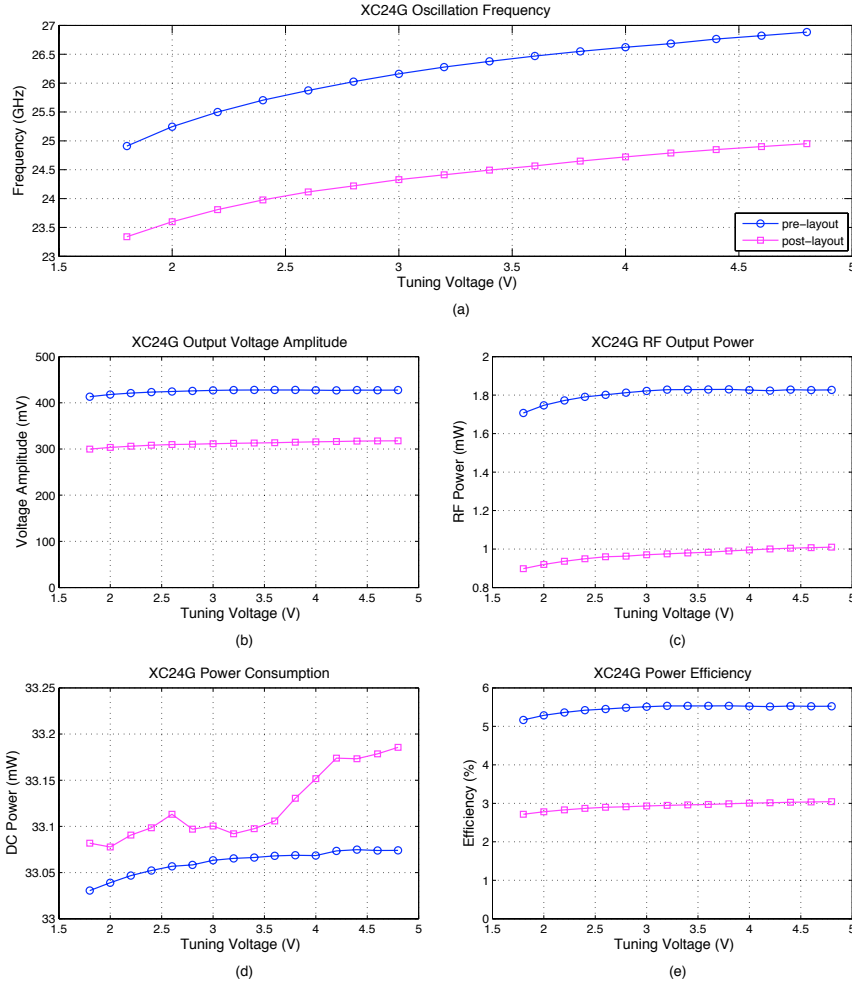 XC24G Oscillation Frequency
27
26.5
26
25.5
25
24.5
24
23.5
23
Frequency (GHz)
pre−layout
post−layout
1.5 2 2.5 3 3.5 4 4.5 5
Tuning Voltage (V)
(a)
XC24G Output Voltage Amplitude
500
400
300
200
100
0
Voltage Amplitude (mV)
1.5 2 2.5 3 3.5 4 4.5 5
Tuning Voltage (V)
(b)
XC24G RF Output Power
2
1.8
1.6
1.4
1.2
1
0.8
RF Power (mW)
1.5 2 2.5 3 3.5 4 4.5 5
Tuning Voltage (V)
(c)
XC24G Power Consumption
33.25
33.2
33.15
33.1
33.05
33
DC Power (mW)
1.5 2 2.5 3 3.5 4 4.5 5
Tuning Voltage (V)
(d)
XC24G Power Efficiency
6
5
4
3
2
1
0
Efficiency (%)
1.5 2 2.5 3 3.5 4 4.5 5
Tuning Voltage (V)
(e)